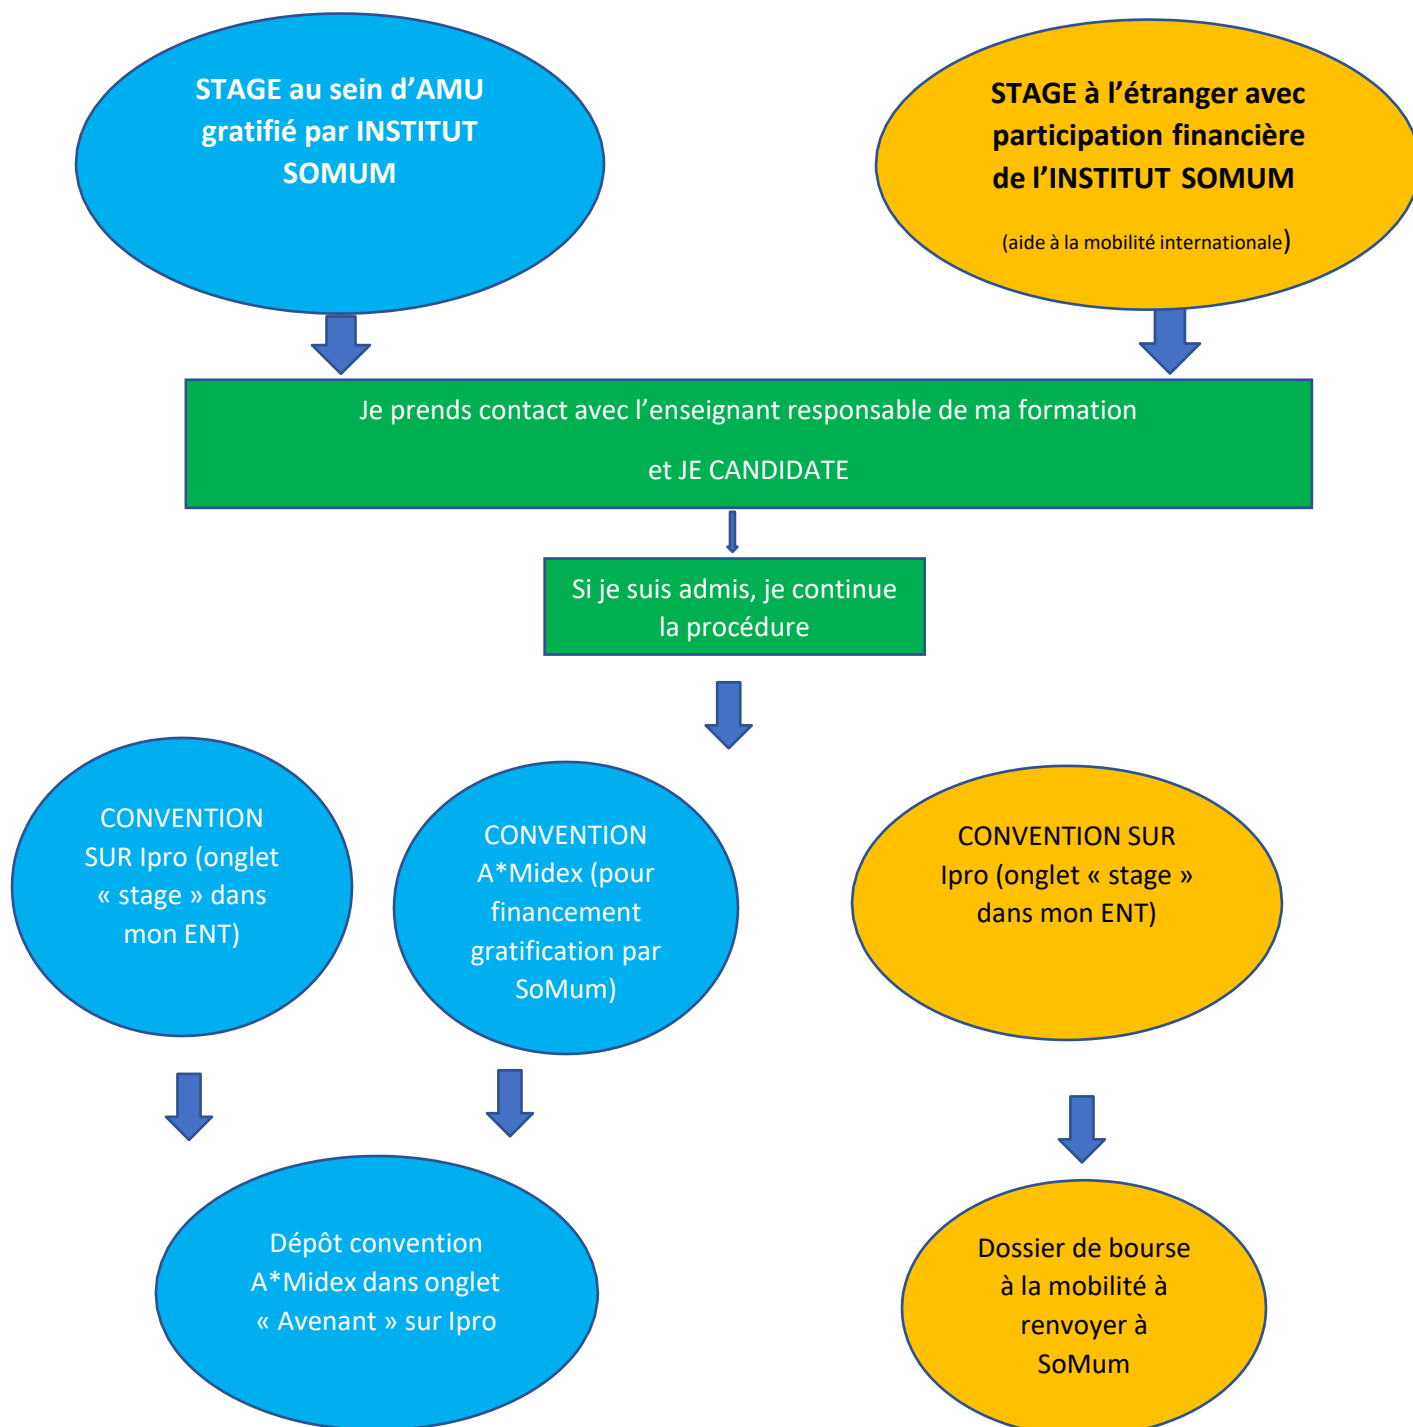 STAGE au sein d’AMU
gratifié par INSTITUT
SOMUM
STAGE à l’étranger avec
participation financière
de l’INSTITUT SOMUM
(aide à la mobilité internationale)
Je prends contact avec l’enseignant responsable de ma formation
et JE CANDIDATE
Si je suis admis, je continue
la procédure
CONVENTION
SUR Ipro (onglet
« stage » dans
mon ENT)
CONVENTION
A*Midex (pour
financement
gratification par
SoMum)
CONVENTION SUR
Ipro (onglet « stage »
dans mon ENT)
Dépôt convention
A*Midex dans onglet
« Avenant » sur Ipro
Dossier de bourse
à la mobilité à
renvoyer à
SoMum